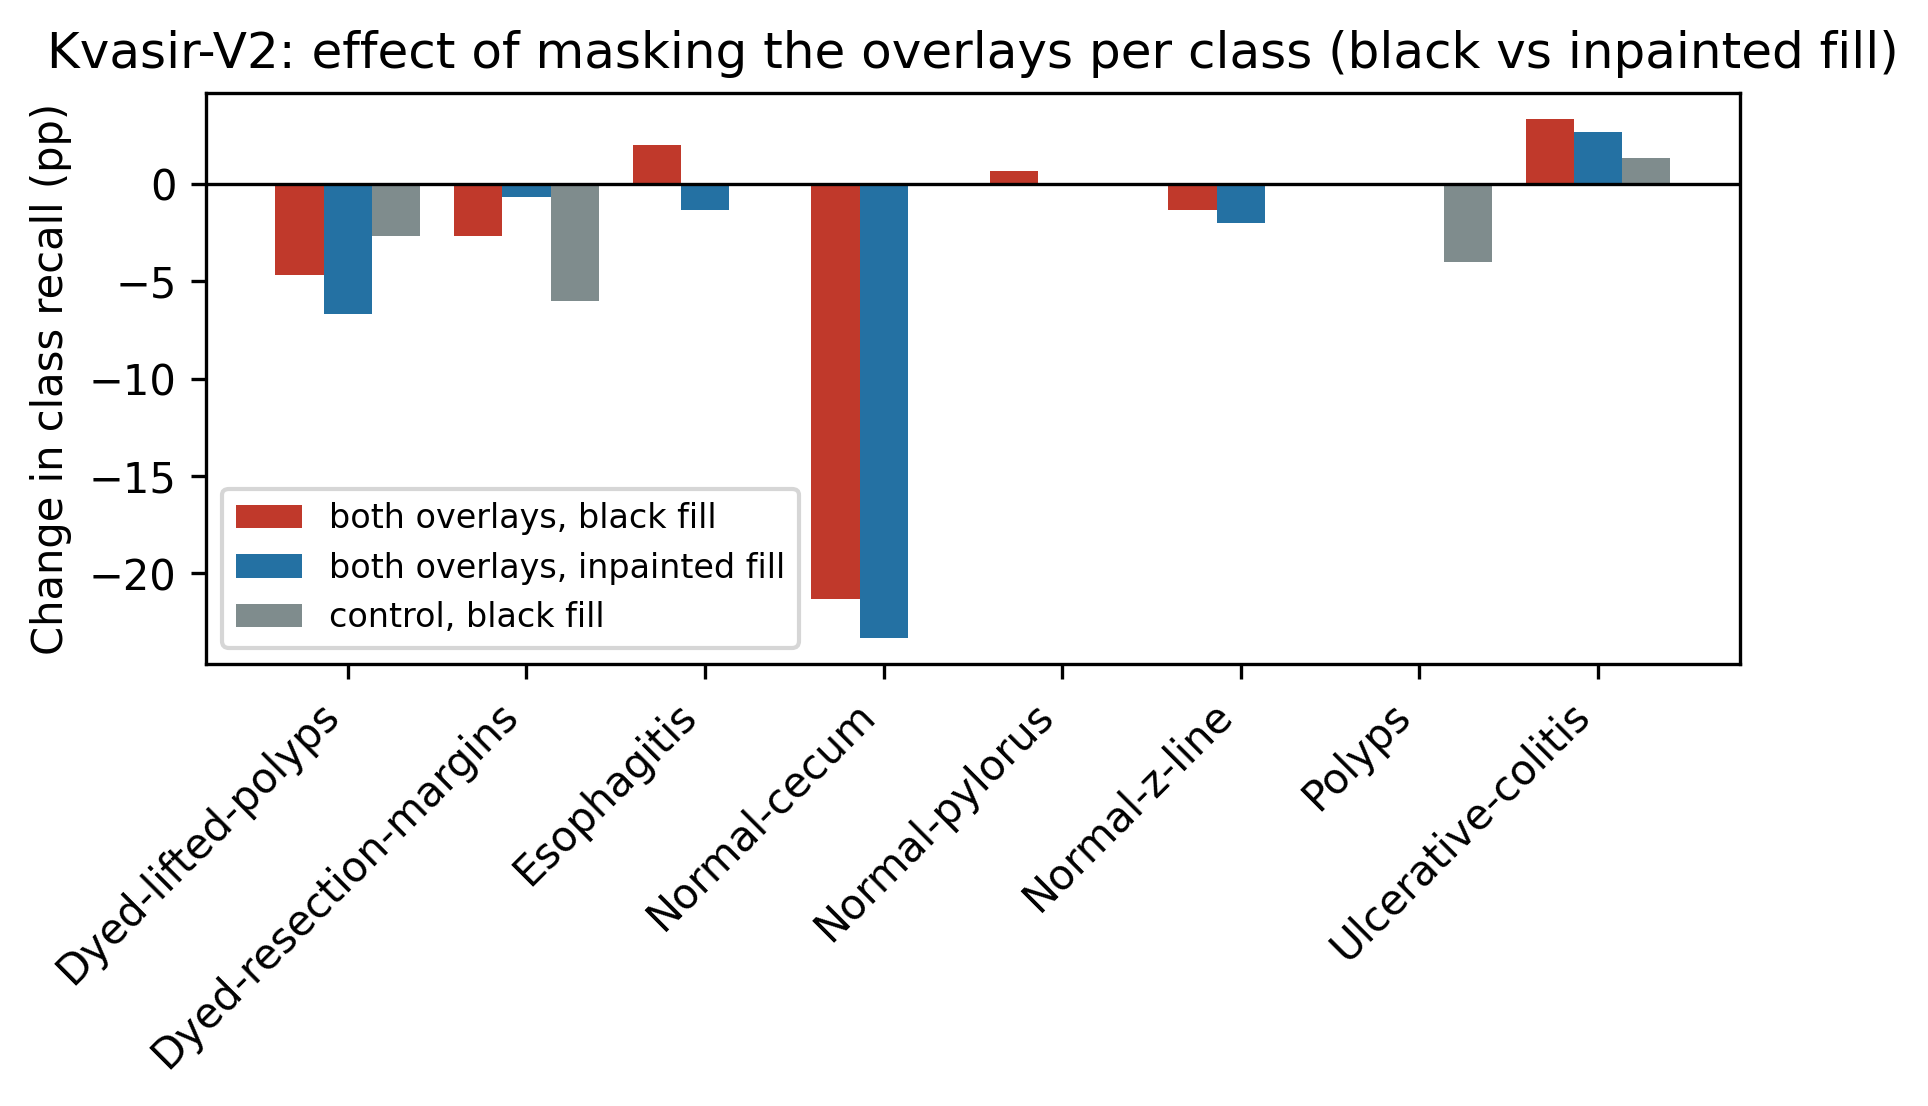 Kvasir-V2: effect of masking the overlays per class (black vs inpainted fill)
Change in class recall (pp)
0
−5
−10
−15
−20
both overlays, black fill
both overlays, inpainted fill
control, black fill
Dyed-lifted-polyps
Dyed-resection-margins
Esophagitis
Normal-cecum
Normal-pylorus
Normal-z-line
Polyps
Ulcerative-colitis